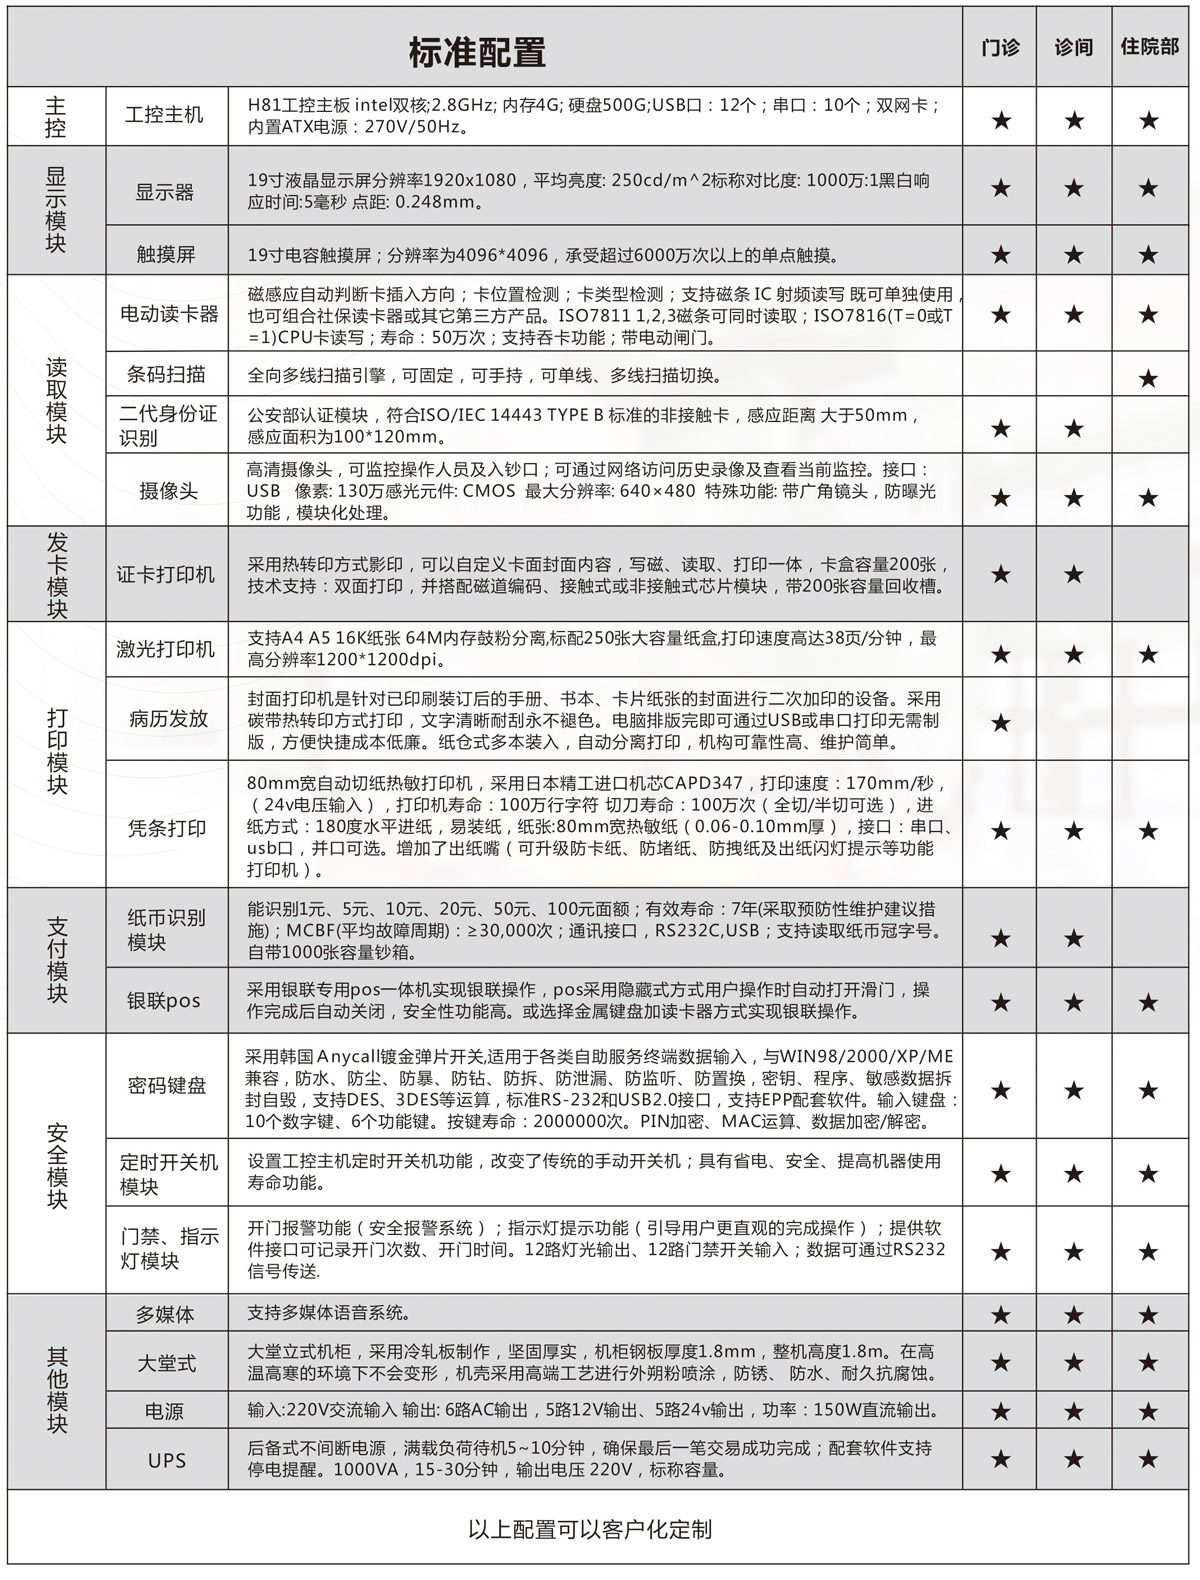 标准配置
门诊
诊间
住院部
主控
工控主机
H81工控主板 intel双核;2.8GHz; 内存4G; 硬盘500G;USB口：12个；串口：10个；双网卡；
内置ATX电源：270V/50Hz。
★ ★ ★
显示模块
显示器
19寸液晶显示屏分辨率1920x1080，平均亮度: 250cd/m^2标称对比度: 1000万:1黑白响
应时间:5毫秒 点距: 0.248mm。
★ ★ ★
触摸屏
19寸电容触摸屏；分辨率为4096*4096，承受超过6000万次以上的单点触摸。
★ ★ ★
读取模块
电动读卡器
磁感应自动判断卡插入方向；卡位置检测；卡类型检测；支持磁条 IC 射频读写 既可单独使用，
也可组合社保读卡器或其它第三方产品。ISO7811 1,2,3磁条可同时读取；ISO7816(T=0或T
=1)CPU卡读写；寿命：50万次；支持吞卡功能；带电动闸门。
★ ★ ★
条码扫描
全向多线扫描引擎，可固定，可手持，可单线、多线扫描切换。
★
二代身份证
识别
公安部认证模块，符合ISO/IEC 14443 TYPE B 标准的非接触卡，感应距离 大于50mm，
感应面积为100*120mm。
★ ★
摄像头
高清摄像头，可监控操作人员及入钞口；可通过网络访问历史录像及查看当前监控。接口：
USB 像素: 130万感光元件: CMOS 最大分辨率: 640×480 特殊功能: 带广角镜头，防曝光
功能，模块化处理。
★ ★ ★
发卡模块
证卡打印机
采用热转印方式影印，可以自定义卡面封面内容，写磁、读取、打印一体，卡盒容量200张，
技术支持：双面打印，并搭配磁道编码、接触式或非接触式芯片模块，带200张容量回收槽。
★ ★
打印模块
激光打印机
支持A4 A5 16K纸张 64M内存鼓粉分离,标配250张大容量纸盒,打印速度高达38页/分钟，最
高分辨率1200*1200dpi。
★ ★ ★
病历发放
封面打印机是针对已印刷装订后的手册、书本、卡片纸张的封面进行二次加印的设备。采用
碳带热转印方式打印，文字清晰耐刮永不褪色。电脑排版完即可通过USB或串口打印无需制
版，方便快捷成本低廉。纸仓式多本装入，自动分离打印，机构可靠性高、维护简单。
★
凭条打印
80mm宽自动切纸热敏打印机，采用日本精工进口机芯CAPD347，打印速度：170mm/秒，
（24v电压输入），打印机寿命：100万行字符 切刀寿命：100万次（全切/半切可选），进
纸方式：180度水平进纸，易装纸，纸张:80mm宽热敏纸（0.06-0.10mm厚），接口：串口、
usb口，并口可选。增加了出纸嘴（可升级防卡纸、防堵纸、防拽纸及出纸闪灯提示等功能
打印机）。
★ ★ ★
支付模块
纸币识别
模块
能识别1元、5元、10元、20元、50元、100元面额；有效寿命：7年(采取预防性维护建议措
施)；MCBF(平均故障周期)：≥30,000次；通讯接口，RS232C,USB；支持读取纸币冠字号。
自带1000张容量钞箱。
★ ★
银联pos
采用银联专用pos一体机实现银联操作，pos采用隐藏式方式用户操作时自动打开滑门，操
作完成后自动关闭，安全性功能高。或选择金属键盘加读卡器方式实现银联操作。
★ ★ ★
安全模块
密码键盘
采用韩国Anycall镀金弹片开关,适用于各类自助服务终端数据输入，与WIN98/2000/XP/ME
兼容，防水、防尘、防暴、防钻、防拆、防泄漏、防监听、防置换，密钥、程序、敏感数据拆
封自毁，支持DES、3DES等运算，标准RS-232和USB2.0接口，支持EPP配套软件。输入键盘：
10个数字键、6个功能键。按键寿命：2000000次。PIN加密、MAC运算、数据加密/解密。
★ ★ ★
定时开关机
模块
设置工控主机定时开关机功能，改变了传统的手动开关机；具有省电、安全、提高机器使用
寿命功能。
★ ★ ★
门禁、指示
灯模块
开门报警功能（安全报警系统）；指示灯提示功能（引导用户更直观的完成操作）；提供软
件接口可记录开门次数、开门时间。12路灯光输出、12路门禁开关输入；数据可通过RS232
信号传送.
★ ★ ★
其他模块
多媒体
支持多媒体语音系统。
★ ★ ★
大堂式
大堂立式机柜，采用冷轧板制作，坚固厚实，机柜钢板厚度1.8mm，整机高度1.8m。在高
温高寒的环境下不会变形，机壳采用高端工艺进行外朔粉喷涂，防锈、 防水、耐久抗腐蚀。
★ ★ ★
电源
输入:220V交流输入 输出: 6路AC输出，5路12V输出、5路24v输出，功率：150W直流输出。
★ ★ ★
UPS
后备式不间断电源，满载负荷待机5~10分钟，确保最后一笔交易成功完成；配套软件支持
停电提醒。1000VA，15-30分钟，输出电压 220V，标称容量。
★ ★ ★
以上配置可以客户化定制